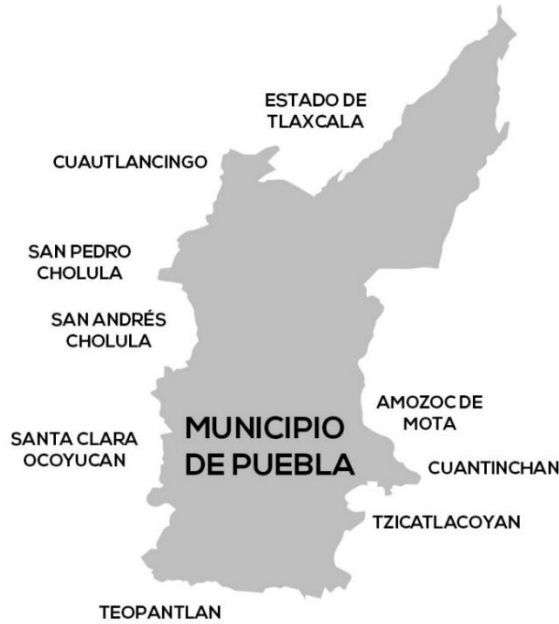 ESTADO DE
TLAXCALA
CUAUTLANCINGO
SAN PEDRO
CHOLULA
SAN ANDRÉS
CHOLULA
AMOZOC DE
MOTA
MUNICIPIO
DE PUEBLA
SANTA CLARA
OCOYUCAN
CUANTINCHAN
TZICATLACOYAN
TEOPANTLAN